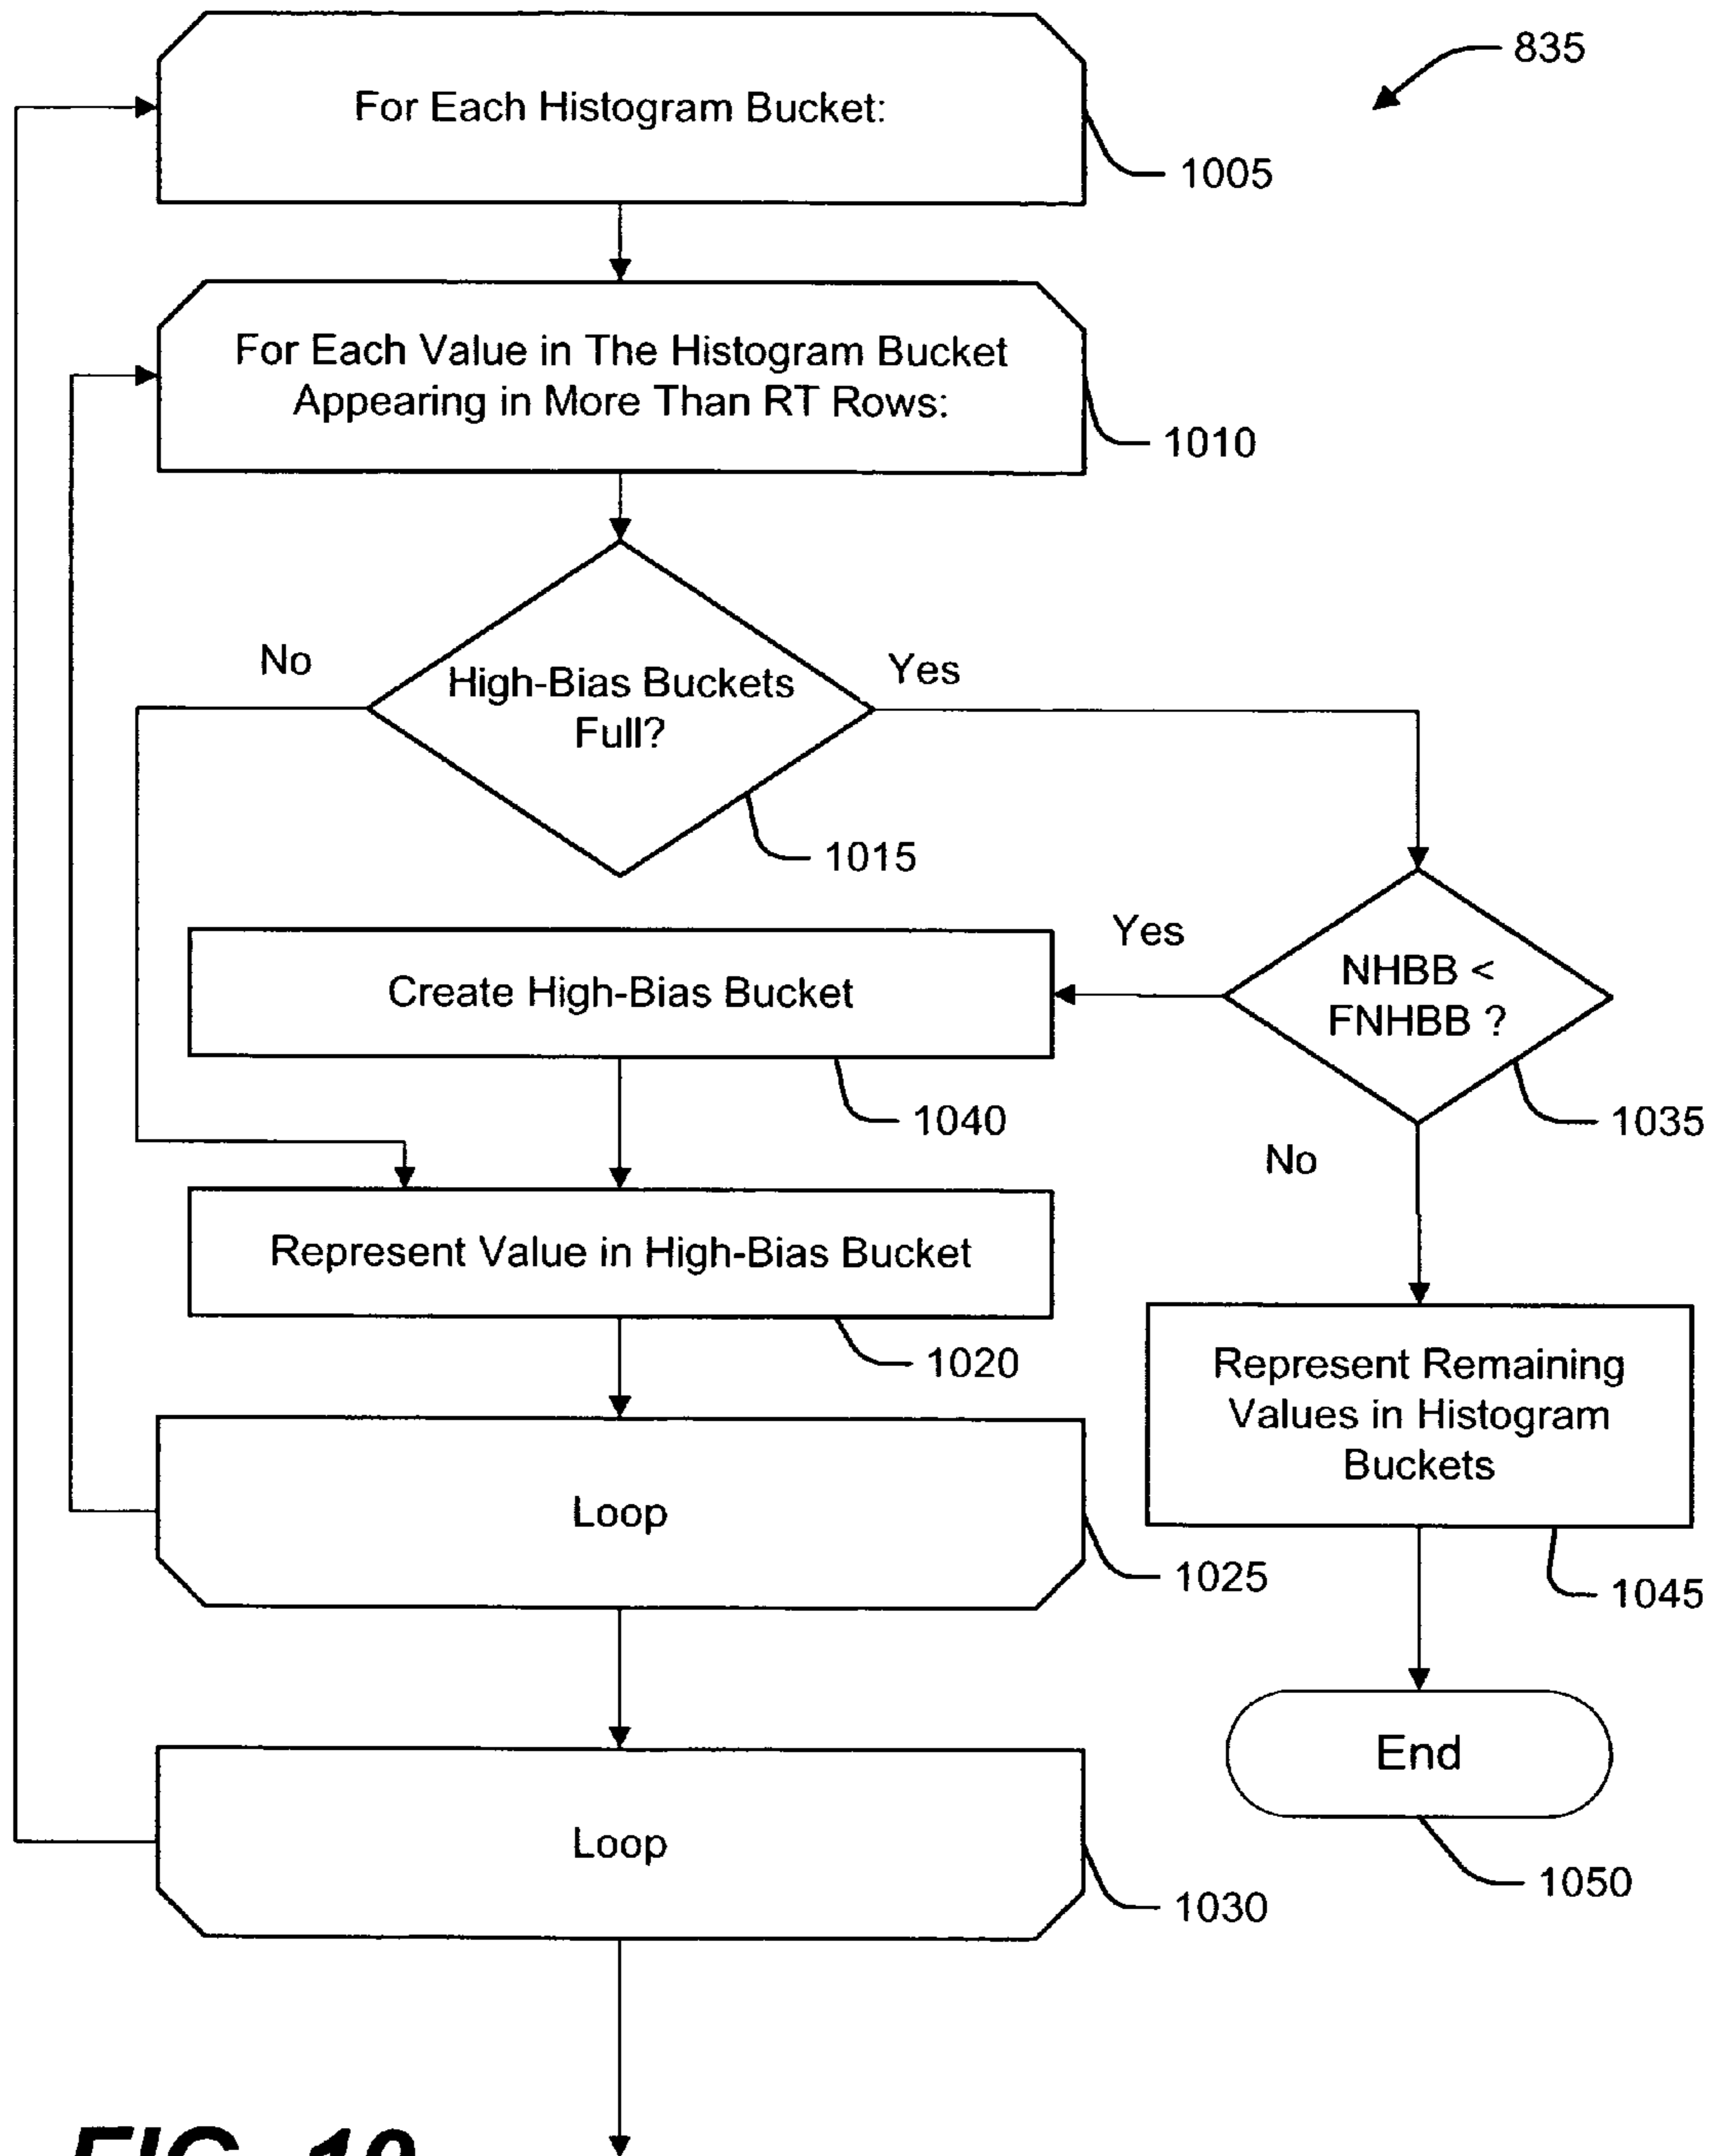 835
For Each Histogram Bucket:
1005
For Each Value in The Histogram Bucket
Appearing in More Than RT Rows:
1010
No
High-Bias Buckets
Full?
Yes
1015
Create High-Bias Bucket
Yes
NHBB <
FNHBB ?
1040
1035
No
Represent Value in High-Bias Bucket
1020
Represent Remaining
Values in Histogram
Buckets
Loop
1025
1045
End
Loop
1050
1030
FIG. 10